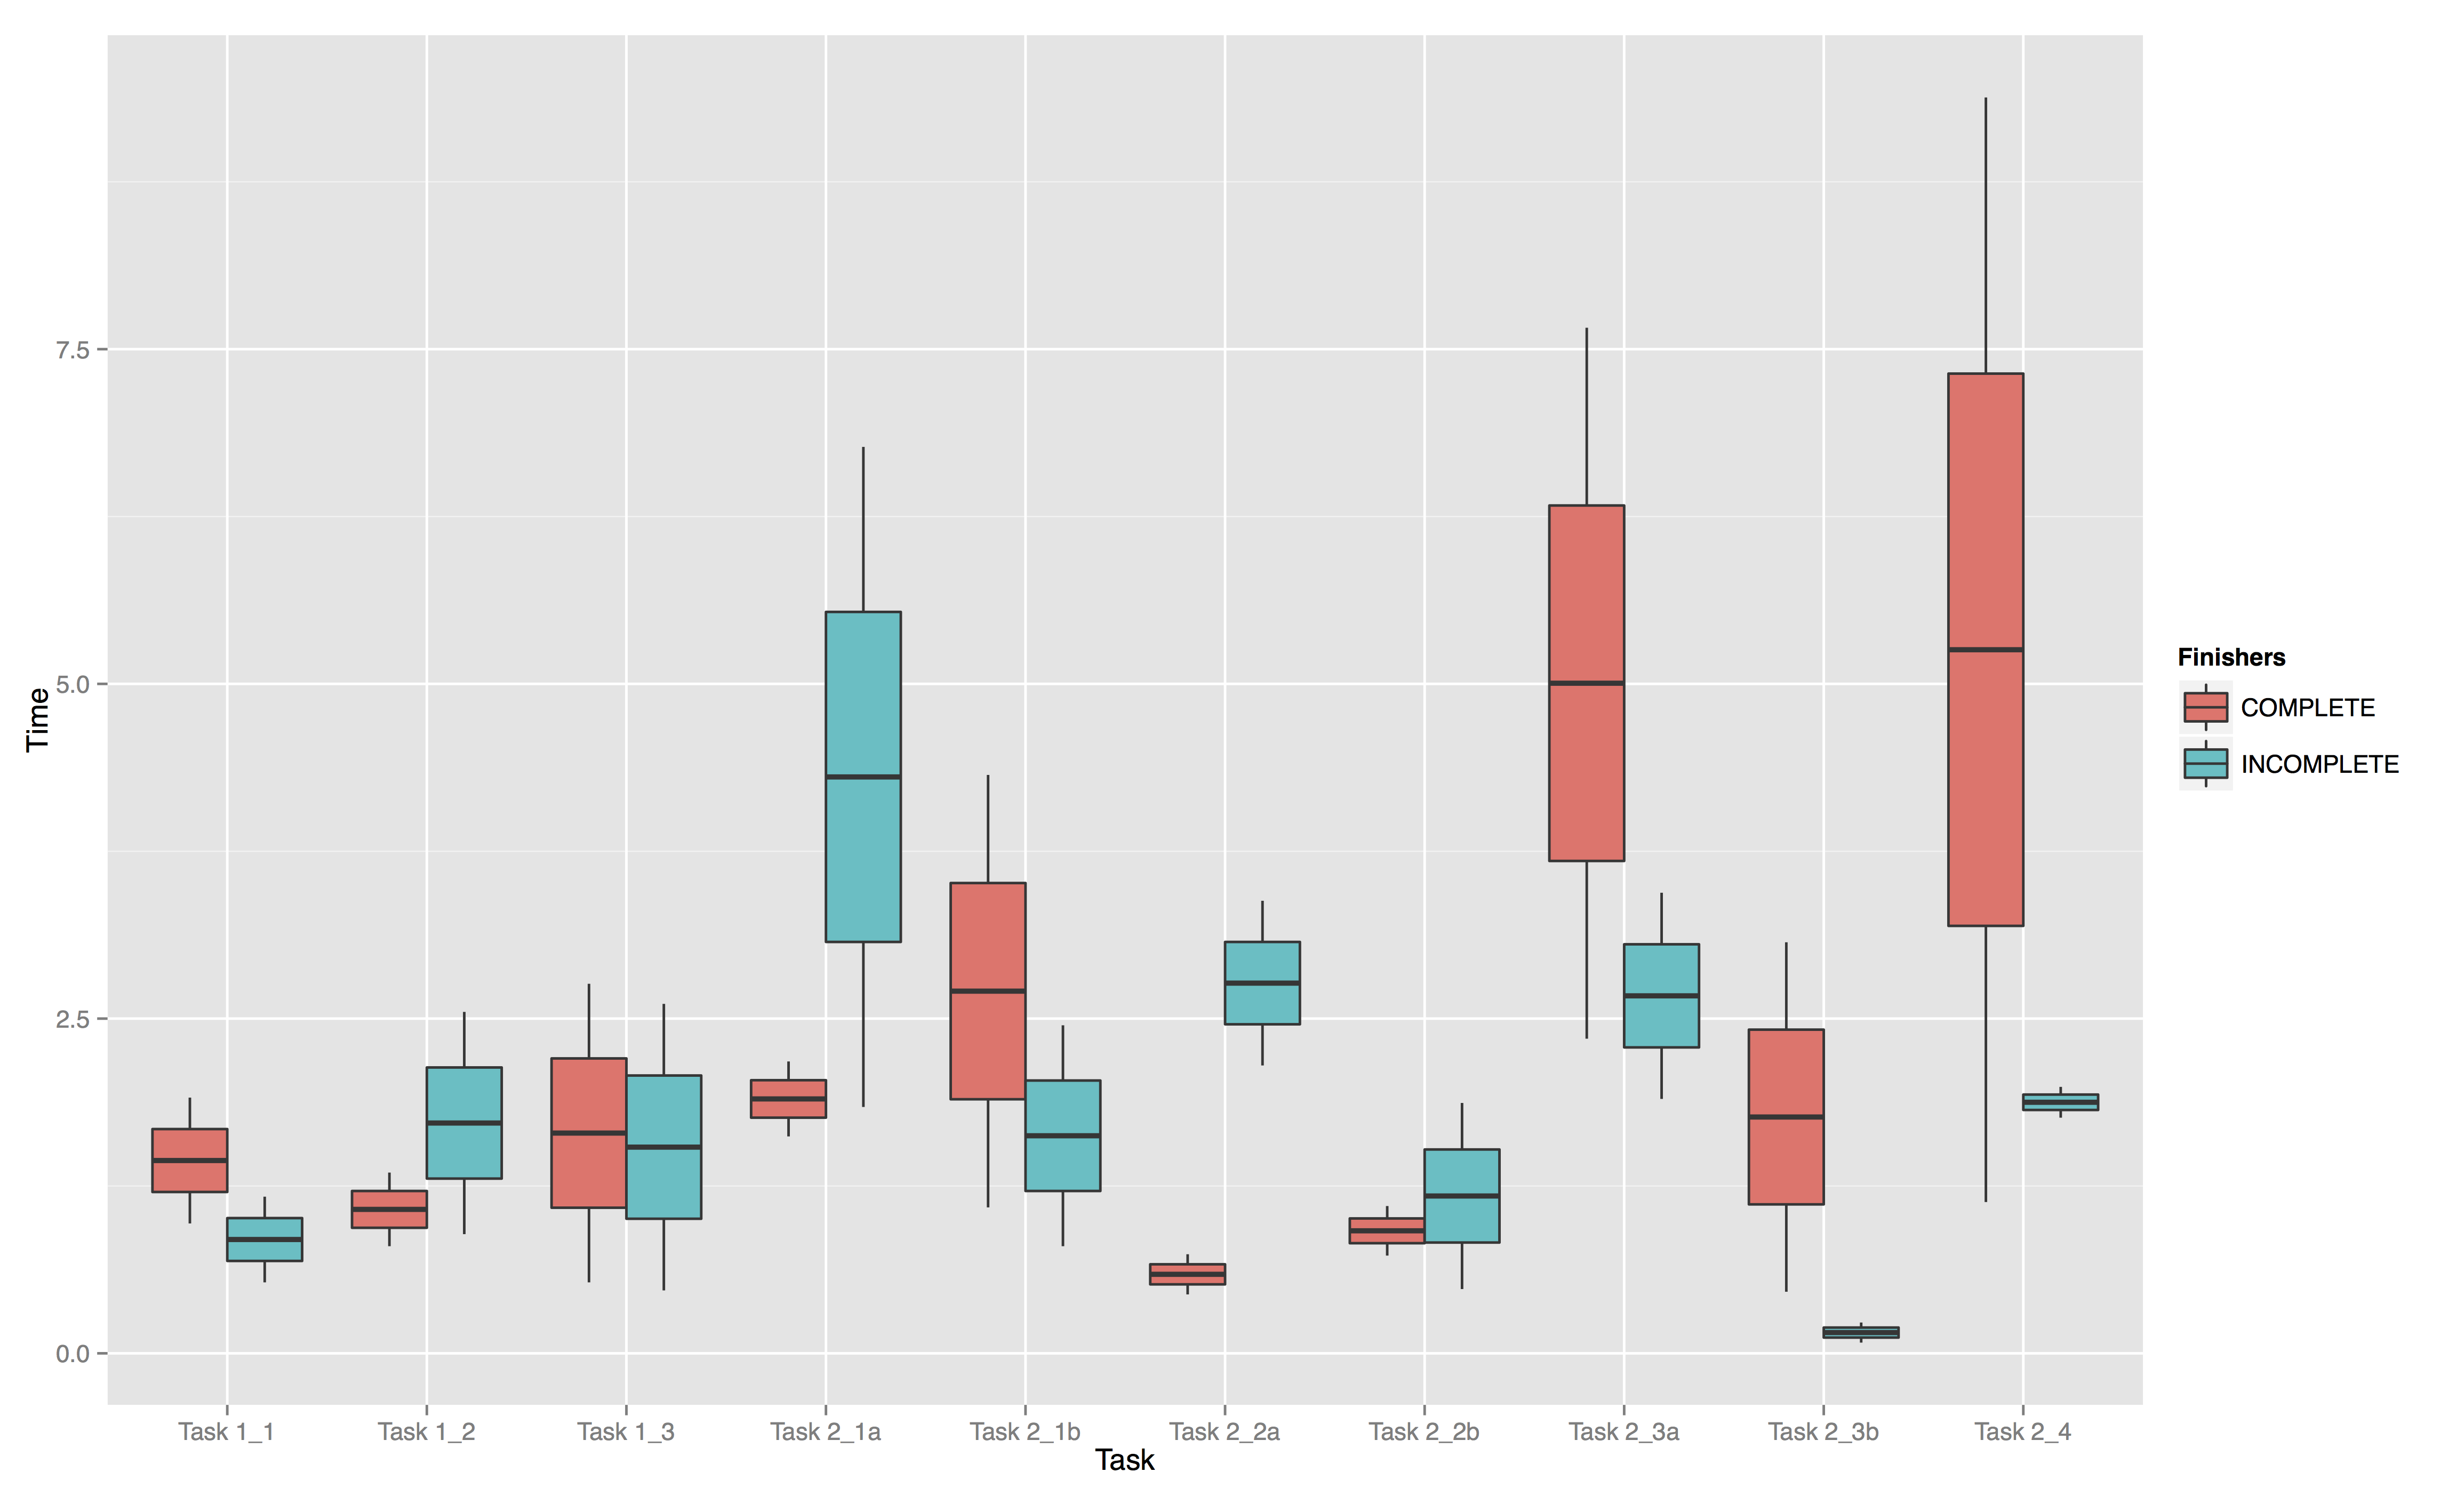 7.5
5.0
2.5
0.0
Time
Task 1_1 Task 1_2 Task 1_3 Task 2_1a Task 2_1b Task 2_2a Task 2_2b Task 2_3a Task 2_3b Task 2_4
Task
Finishers
COMPLETE
INCOMPLETE